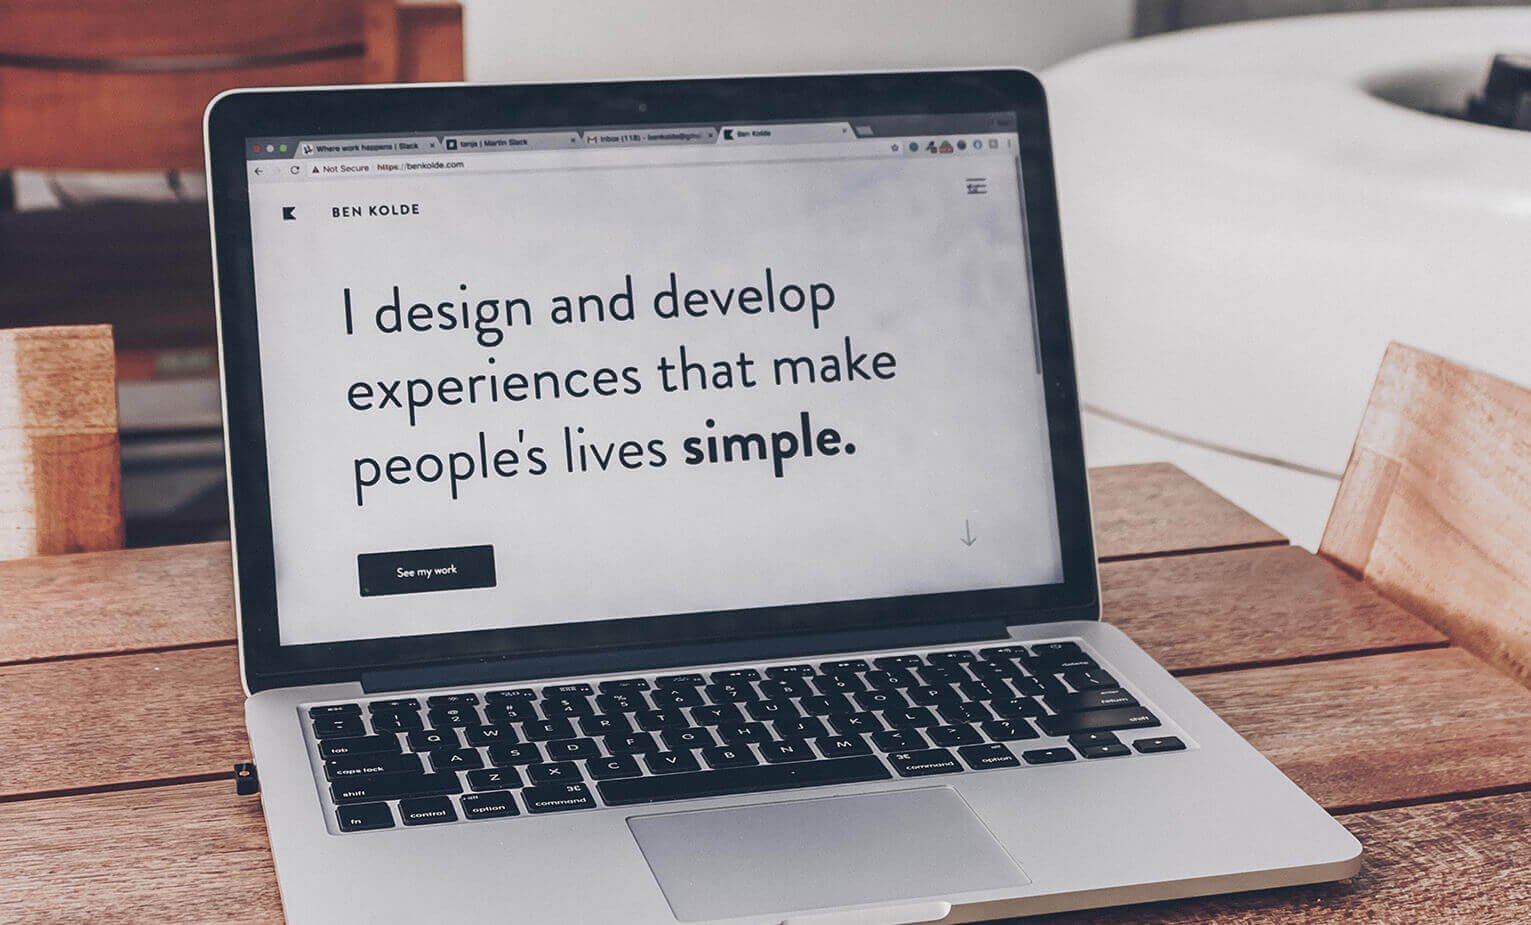 Where work happens | Slack
tanja | Martin Slack
Inbox (118) - benkolde@gm
Ben Kolde
Not Secure
https://benkolde.com
BEN KOLDE
I design and develop
experiences that make
people's lives simple.
See my work
delete
Q W E R T Y U I O P
tab
return
A S D F G H J K L
caps lock
Z X C V B N M
shift
shift
fn control option command
command option